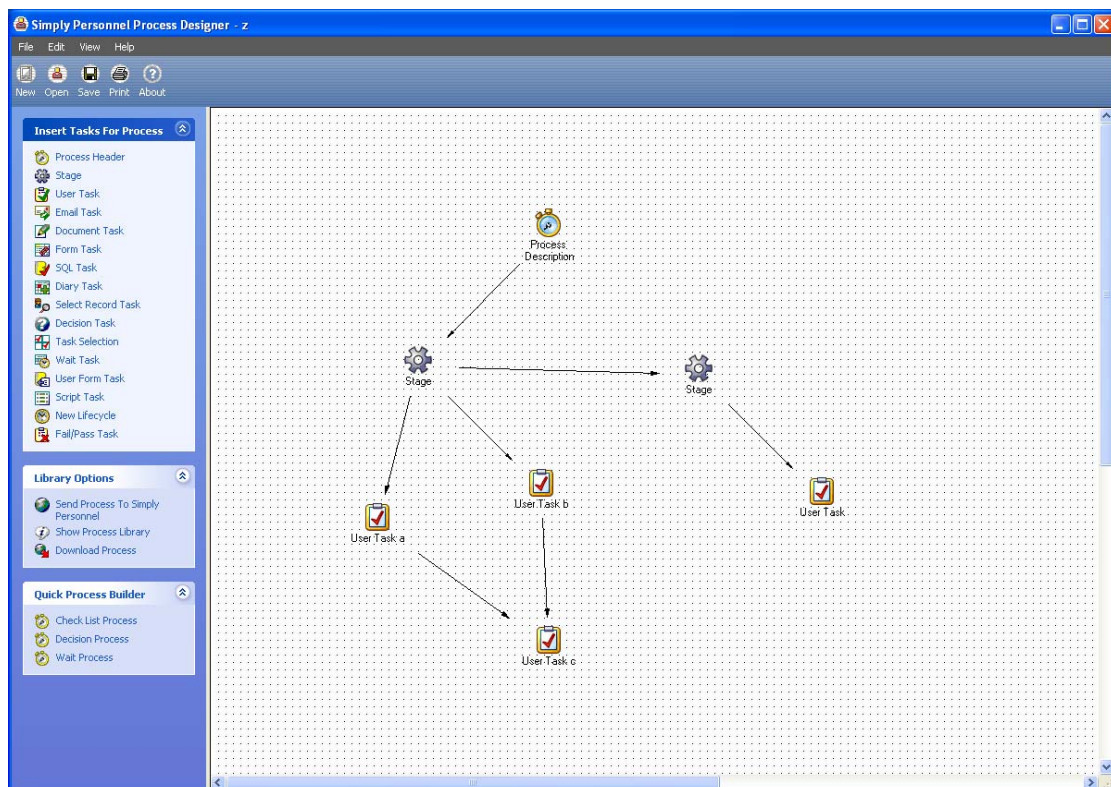 Simply Personnel Process Designer - z
File Edit View Help
New Open Save Print About
Insert Tasks For Process
Process Header
Stage
User Task
Email Task
Document Task
Form Task
SQL Task
Diary Task
Select Record Task
Decision Task
Task Selection
Wait Task
User Form Task
Script Task
New Lifecycle
Fail/Pass Task
Library Options
Send Process To Simply
Personnel
Show Process Library
Download Process
Quick Process Builder
Check List Process
Decision Process
Wait Process
Process
Description
Stage
Stage
User Task b
User Task
User Task a
User Task c